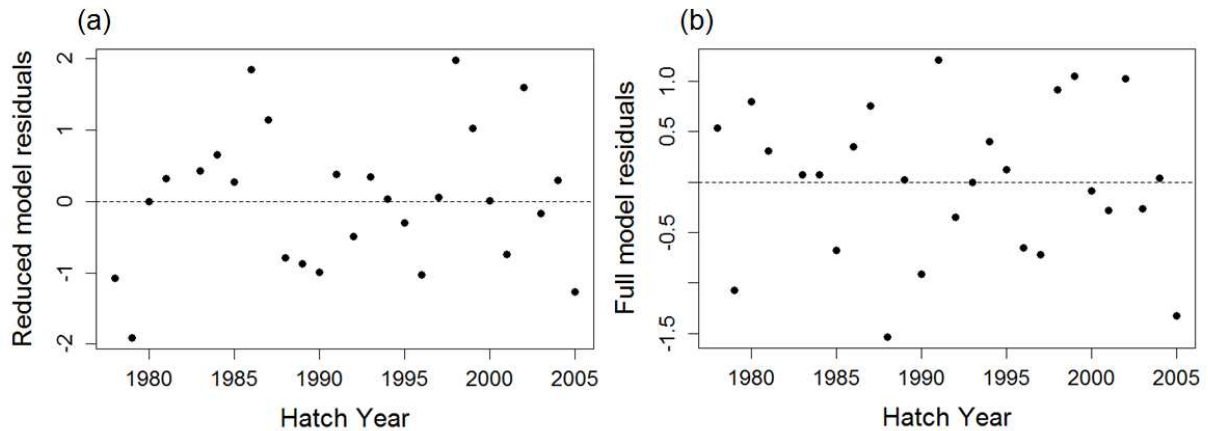 (a)
Reduced model residuals
2
1
0
-1
-2
1980 1985 1990 1995 2000 2005
Hatch Year
(b)
Full model residuals
1.0
0.5
-0.5
-1.5
1980 1985 1990 1995 2000 2005
Hatch Year